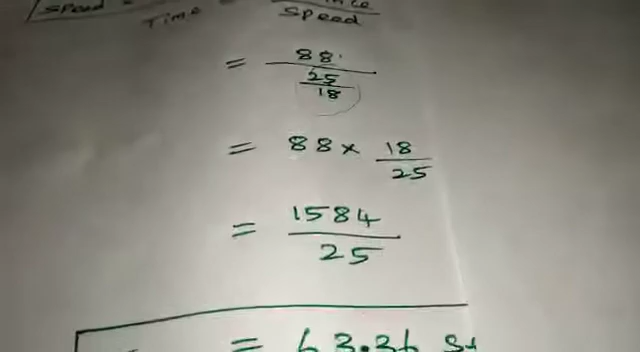 Speed =
Time = Speed
= 88 / (25/18)
= 88 × 18/25
= 1584/25
= 63.36